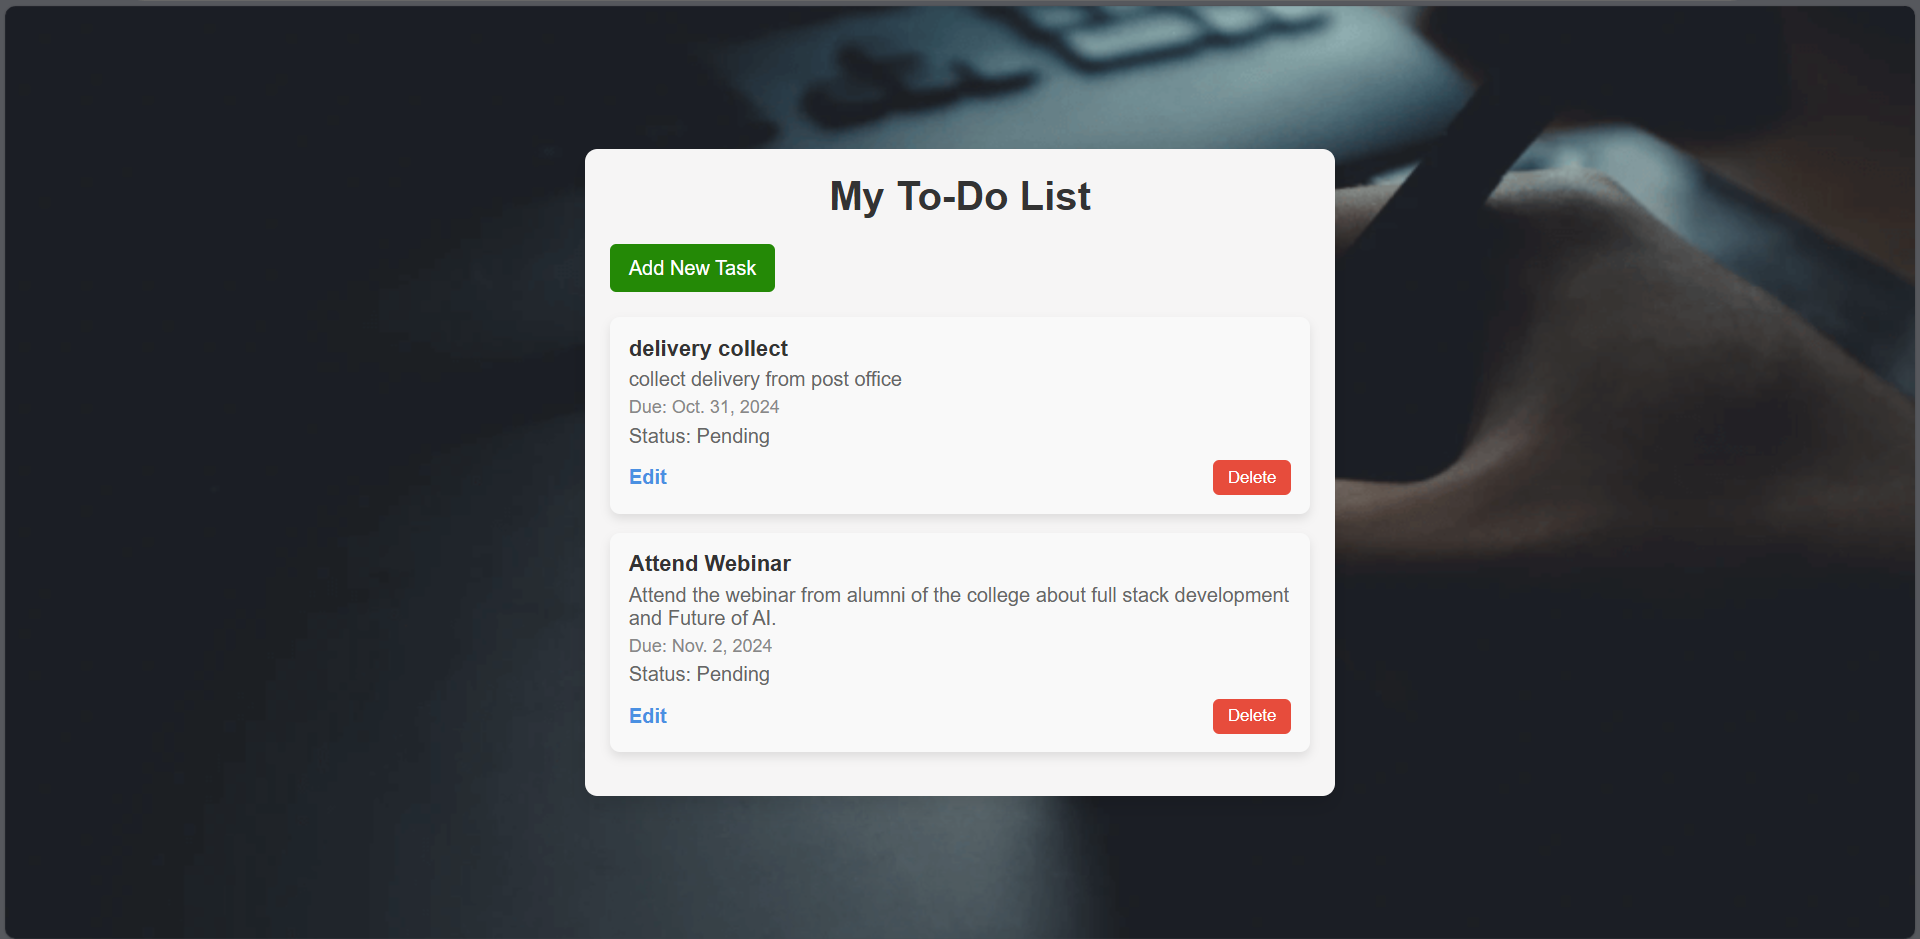 My To-Do List
Add New Task
delivery collect
collect delivery from post office
Due: Oct. 31, 2024
Status: Pending
Edit
Delete
Attend Webinar
Attend the webinar from alumni of the college about full stack development
and Future of AI.
Due: Nov. 2, 2024
Status: Pending
Edit
Delete